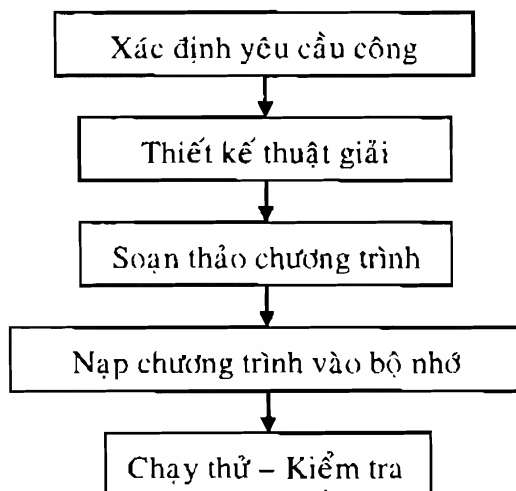 Xác định yêu cầu công
Thiết kế thuật giải
Soạn thảo chương trình
Nạp chương trình vào bộ nhớ
Chạy thử – Kiểm tra